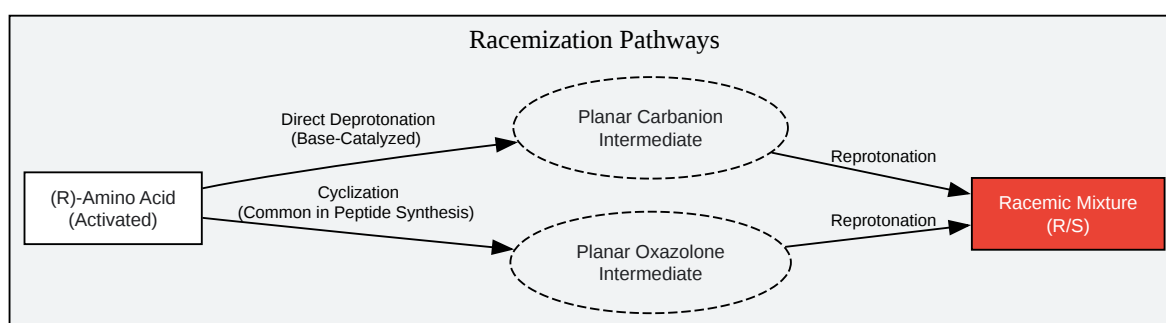 Racemization Pathways
Direct Deprotonation
(Base-Catalyzed)
Planar Carbanion
Intermediate
Reprotonation
(R)-Amino Acid
(Activated)
Cyclization
(Common in Peptide Synthesis)
Racemic Mixture
(R/S)
Reprotonation
Planar Oxazolone
Intermediate